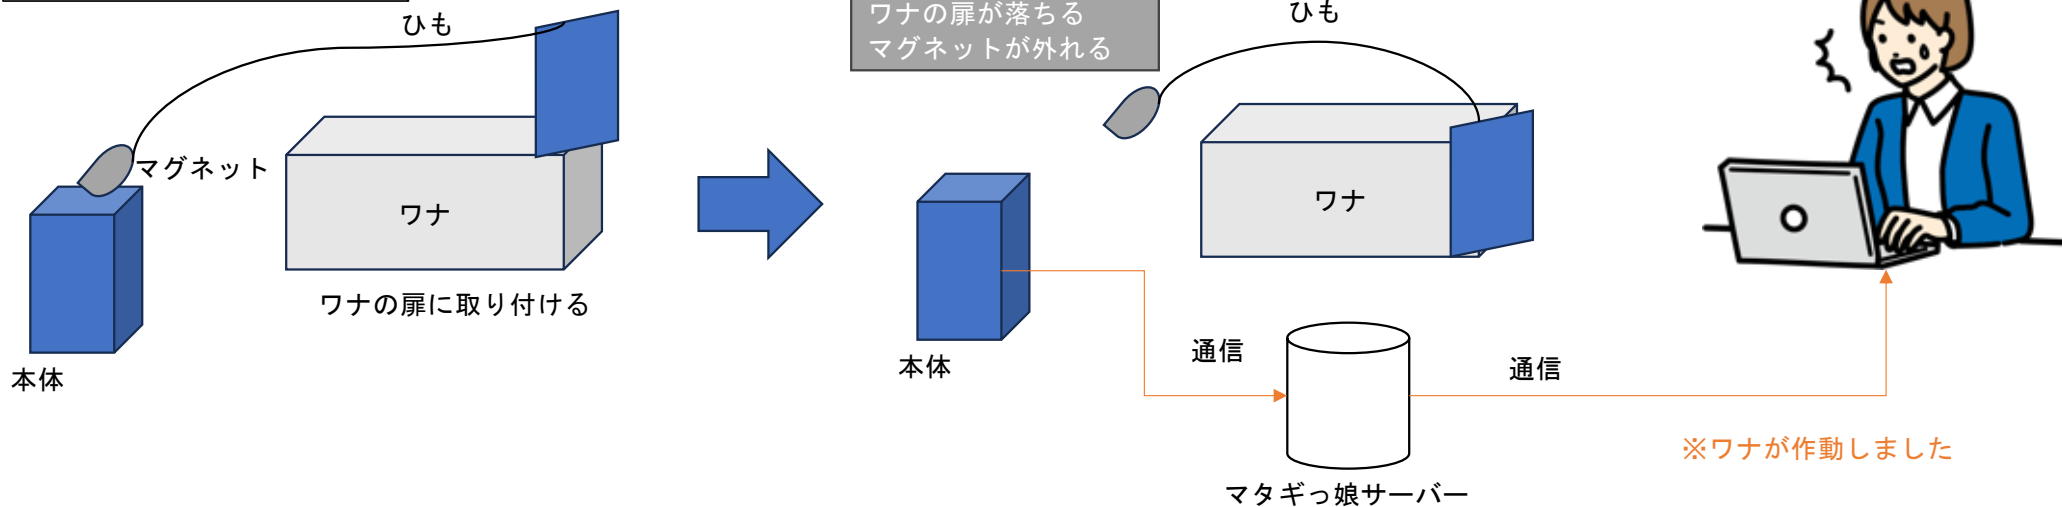 ひも
マグネット
ワナ
ワナの扉に取り付ける
本体
ワナの扉が落ちる
マグネットが外れる
ひも
ワナ
本体
通信
通信
※ワナが作動しました
マタギっ娘サーバー